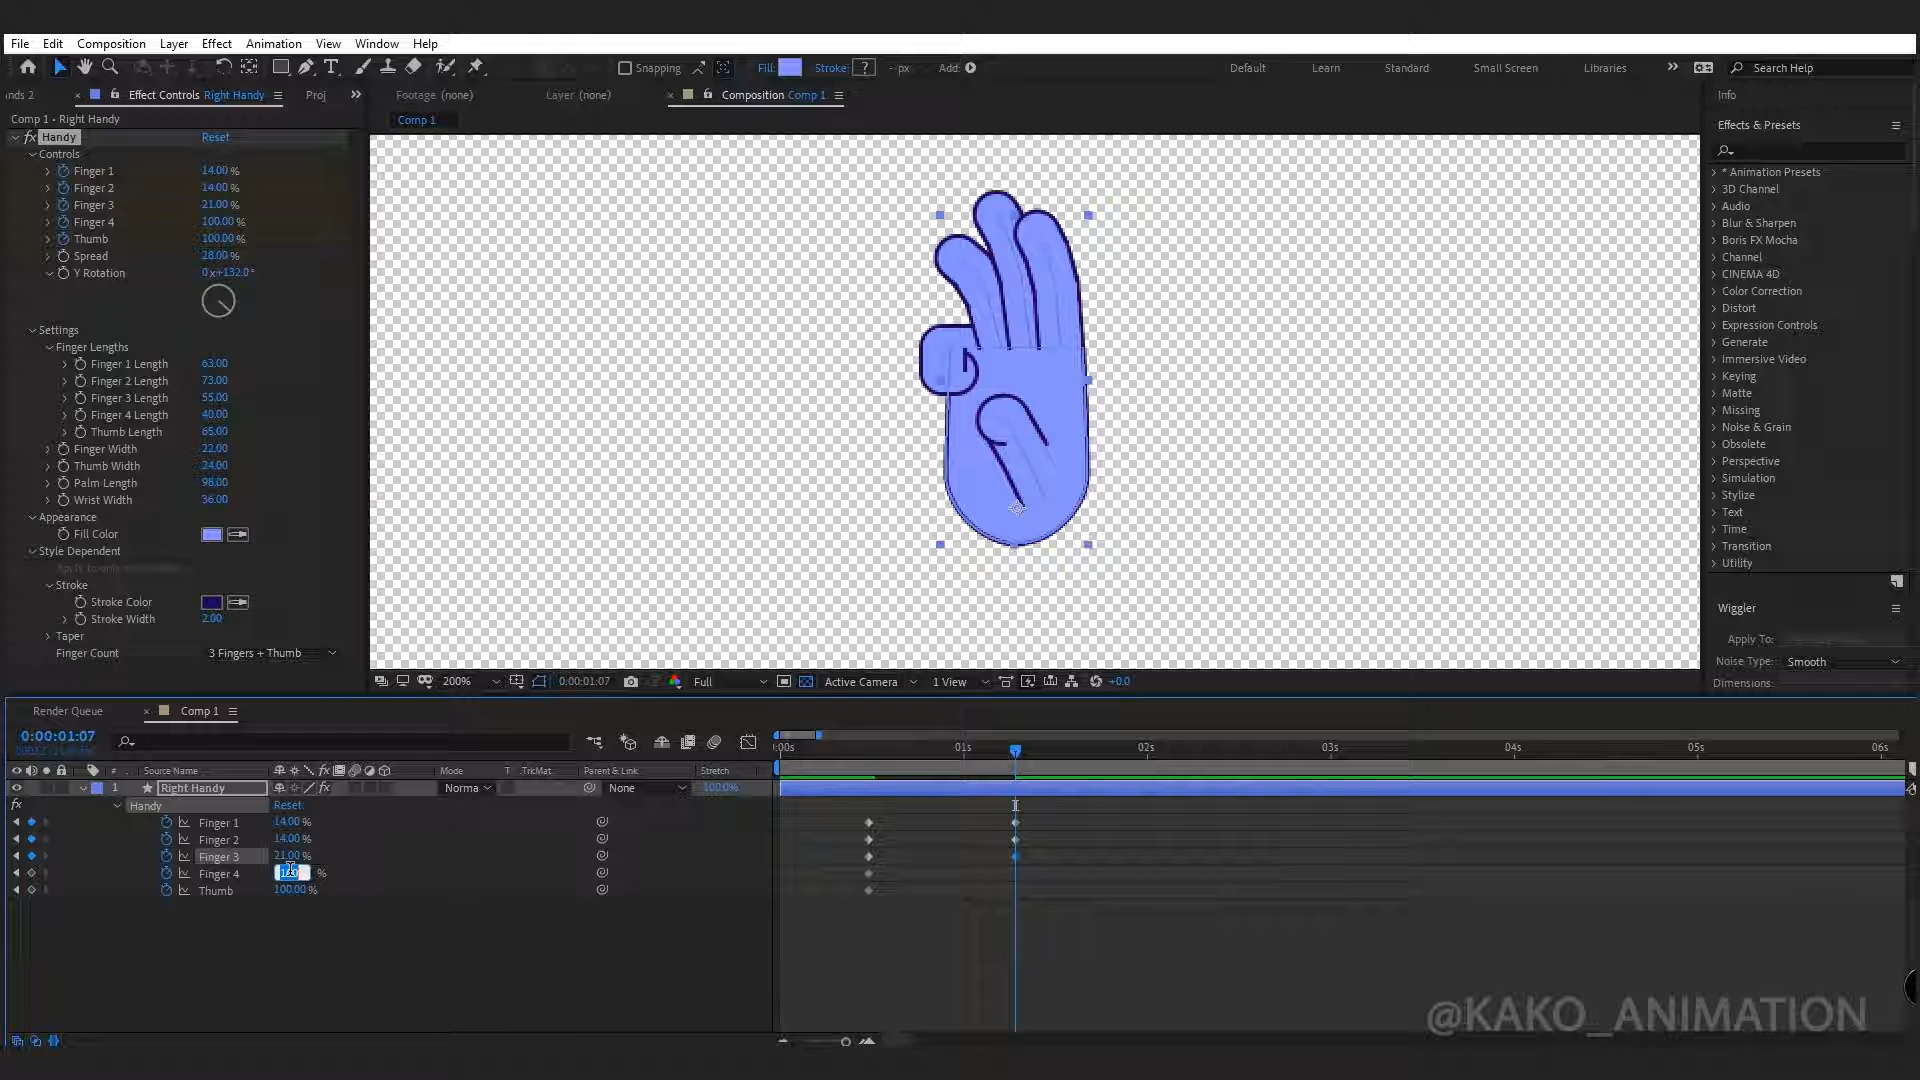 File Edit Composition Layer Effect Animation View Window Help
Snapping Fill: Stroke: ? - px Add: Default Learn Standard Small Screen Libraries Search Help
nds 2 Effect Controls Right Handy Proj Footage (none) Layer (none) Composition Comp 1 Info
Comp 1 • Right Handy Comp 1 Effects & Presets
fx Handy Reset
Controls
Finger 1 14.00 %
Finger 2 14.00 %
Finger 3 21.00 %
Finger 4 100.00 %
Thumb 100.00 %
Spread 28.00 %
Y Rotation 0x+132.0°
Settings
Finger Lengths
Finger 1 Length 63.00
Finger 2 Length 73.00
Finger 3 Length 55.00
Finger 4 Length 40.00
Thumb Length 65.00
Finger Width 22.00
Thumb Width 24.00
Palm Length 98.00
Wrist Width 36.00
Appearance
Fill Color
Style Dependent
Stroke
Stroke Color
Stroke Width 2.00
Taper
Finger Count 3 Fingers + Thumb
* Animation Presets
3D Channel
Audio
Blur & Sharpen
Boris FX Mocha
Channel
CINEMA 4D
Color Correction
Distort
Expression Controls
Generate
Immersive Video
Keying
Matte
Missing
Noise & Grain
Obsolete
Perspective
Simulation
Stylize
Text
Time
Transition
Utility
Wiggler
Apply To:
Noise Type: Smooth
Dimensions:
200% 0:00:01:07 Full Active Camera 1 View +0.0
Render Queue Comp 1
0:00:01:07
:00s 01s 02s 03s 04s 05s 06s
# Source Name fx Mode T .TrkMat Parent & Link Stretch
1 Right Handy fx Norma None 100.0%
fx Handy Reset
Finger 1 14.00 %
Finger 2 14.00 %
Finger 3 21.00 %
Finger 4 %
Thumb 100.00 %
@KAKO_ANIMATION